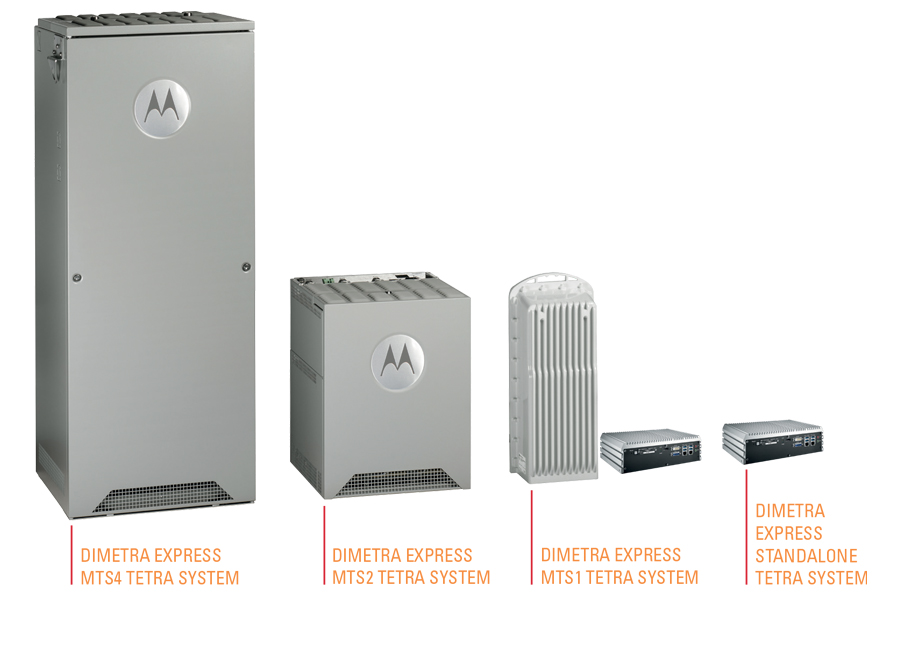 DIMETRA EXPRESS
MTS4 TETRA SYSTEM
DIMETRA EXPRESS
MTS2 TETRA SYSTEM
DIMETRA EXPRESS
MTS1 TETRA SYSTEM
DIMETRA
EXPRESS
STANDALONE
TETRA SYSTEM